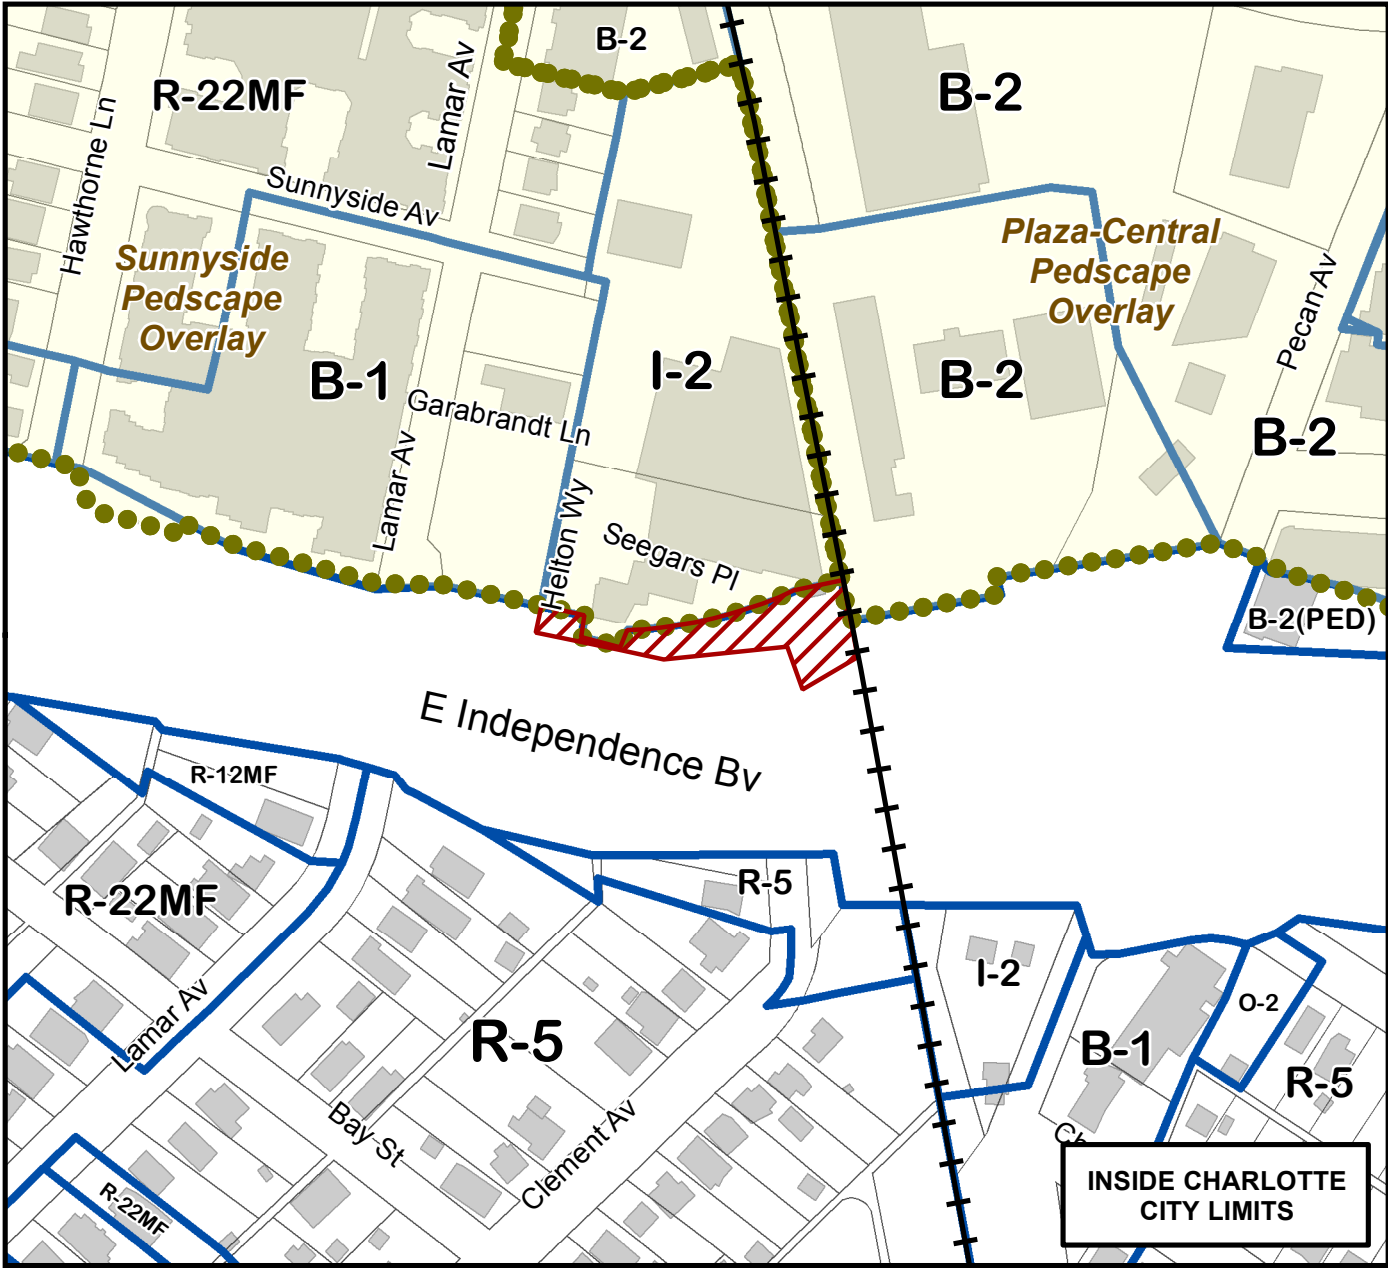 B-2
R-22MF
Lamar Av
B-2
Hawthorne Ln
Sunnyside Av
Sunnyside
Pedscape
Overlay
Plaza-Central
Pedscape
Overlay
Pecan Av
B-1
I-2
B-2
Garabrandt Ln
B-2
Lamar Av
Helton Wy
Seegars Pl
B-2(PED)
E Independence Bv
R-12MF
R-22MF
R-5
I-2
O-2
Lamar Av
R-5
B-1
R-5
Bay St
Clement Av
R-22MF
INSIDE CHARLOTTE
CITY LIMITS